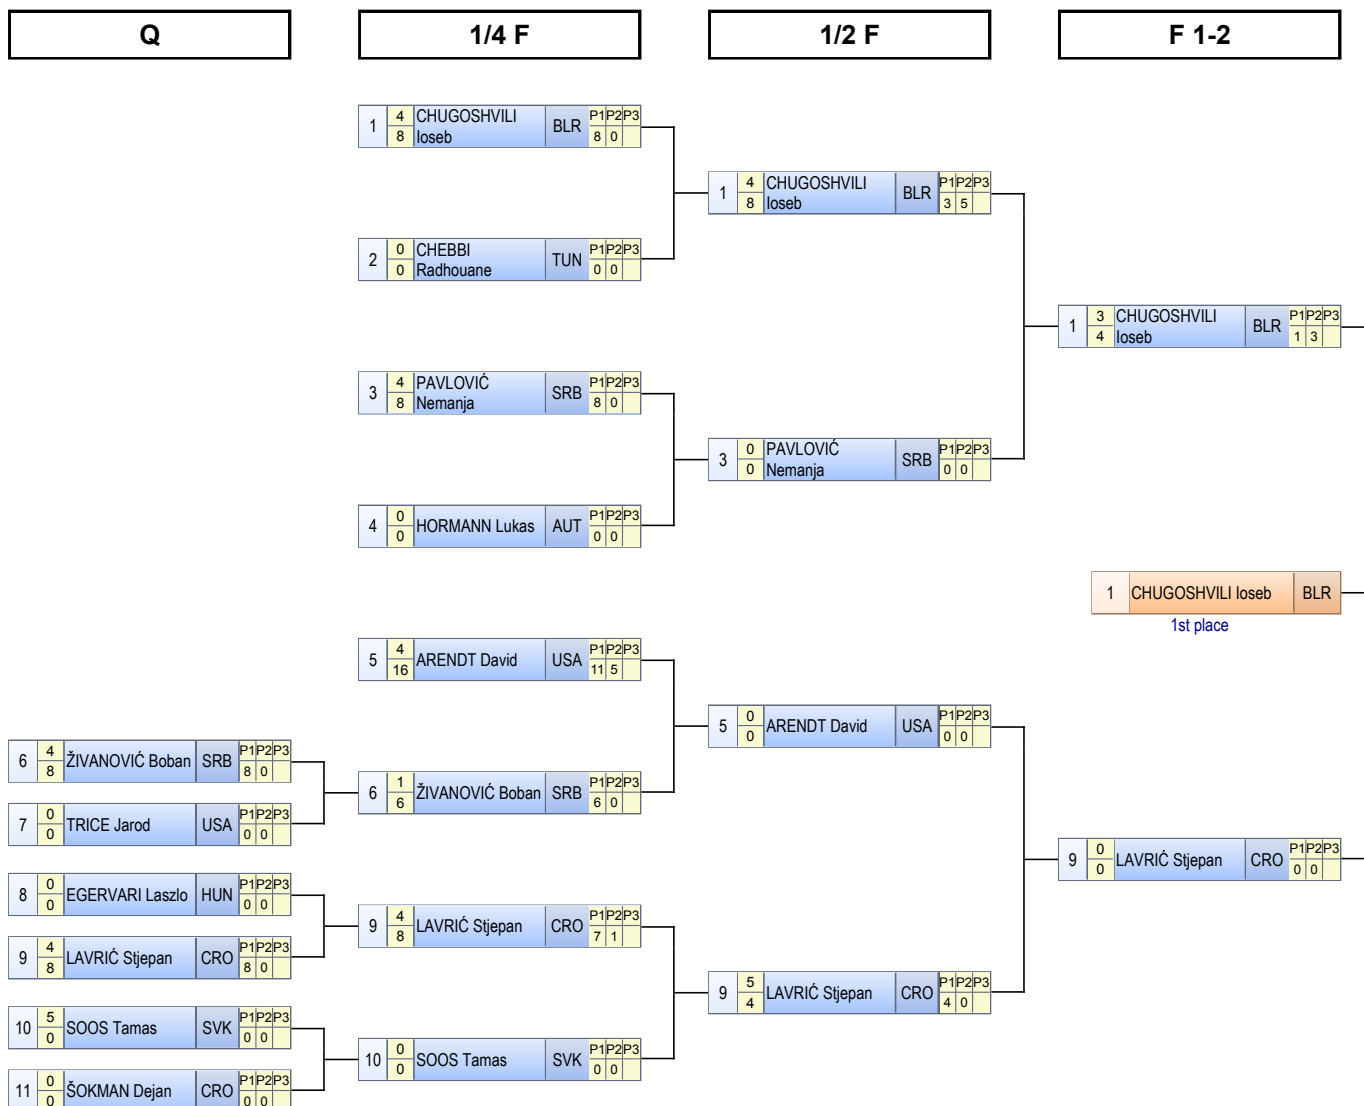 Q
1/4 F
1/2 F
F 1-2
1 4 8 CHUGOSHVILI Ioseb BLR P1 P2 P3 8 0
2 0 0 CHEBBI Radhouane TUN P1 P2 P3 0 0
3 4 8 PAVLOVIĆ Nemanja SRB P1 P2 P3 8 0
4 0 0 HORMANN Lukas AUT P1 P2 P3 0 0
5 4 16 ARENDT David USA P1 P2 P3 11 5
6 4 8 ŽIVANOVIĆ Boban SRB P1 P2 P3 8 0
7 0 0 TRICE Jarod USA P1 P2 P3 0 0
6 1 6 ŽIVANOVIĆ Boban SRB P1 P2 P3 6 0
8 0 0 EGERVARI Laszlo HUN P1 P2 P3 0 0
9 4 8 LAVRIĆ Stjepan CRO P1 P2 P3 8 0
9 4 8 LAVRIĆ Stjepan CRO P1 P2 P3 7 1
10 5 0 SOOS Tamas SVK P1 P2 P3 0 0
11 0 0 ŠOKMAN Dejan CRO P1 P2 P3 0 0
10 0 0 SOOS Tamas SVK P1 P2 P3 0 0
1 4 8 CHUGOSHVILI Ioseb BLR P1 P2 P3 3 5
3 0 0 PAVLOVIĆ Nemanja SRB P1 P2 P3 0 0
5 0 0 ARENDT David USA P1 P2 P3 0 0
9 5 4 LAVRIĆ Stjepan CRO P1 P2 P3 4 0
1 3 4 CHUGOSHVILI Ioseb BLR P1 P2 P3 1 3
1 CHUGOSHVILI Ioseb BLR
1st place
9 0 0 LAVRIĆ Stjepan CRO P1 P2 P3 0 0